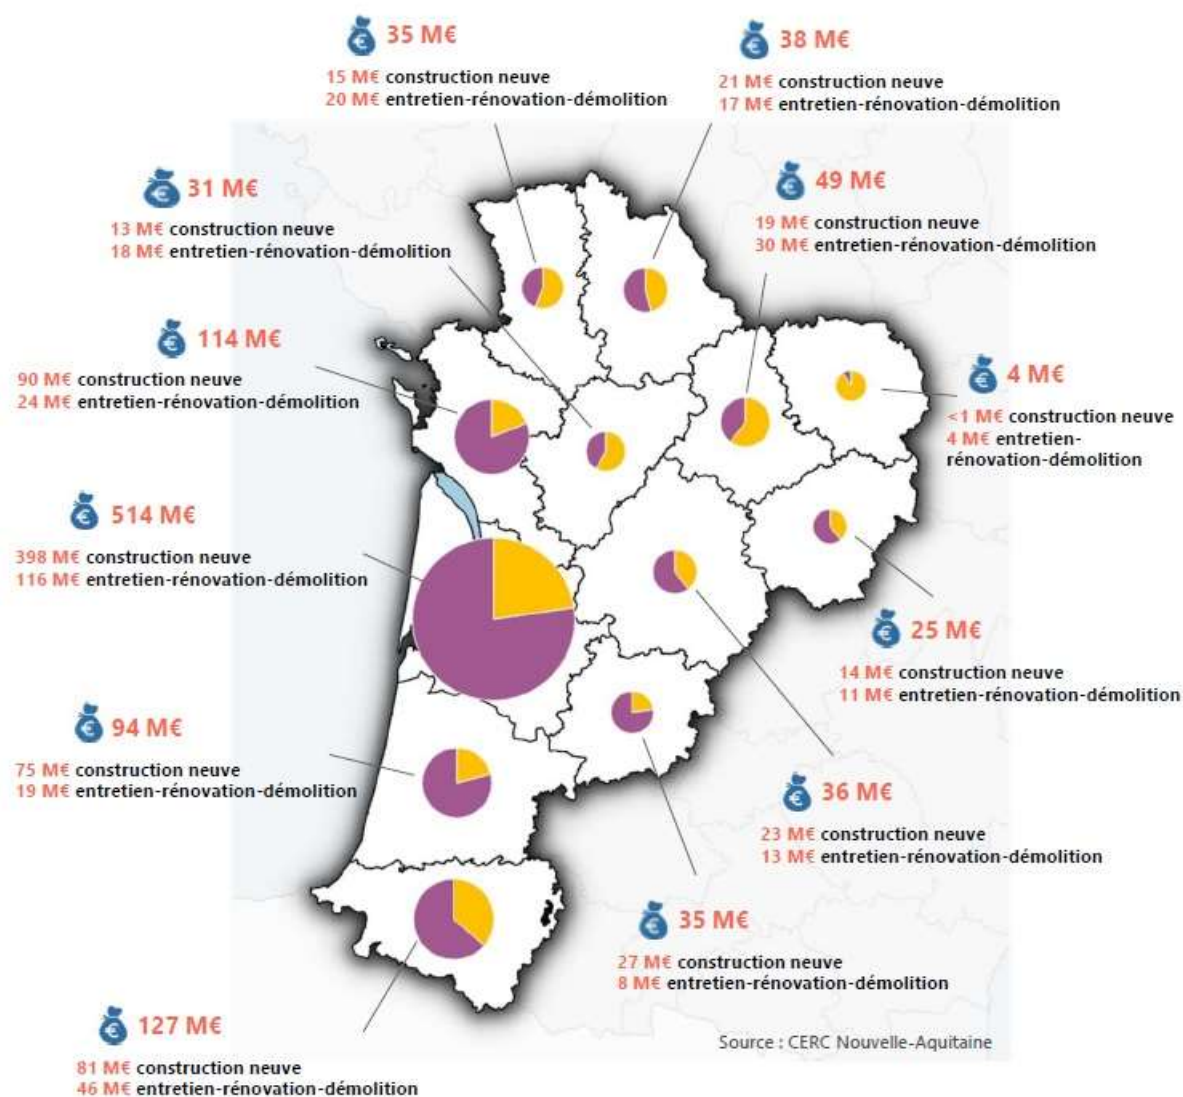 35 M€
15 M€ construction neuve
20 M€ entretien-rénovation-démolition
38 M€
21 M€ construction neuve
17 M€ entretien-rénovation-démolition
31 M€
13 M€ construction neuve
18 M€ entretien-rénovation-démolition
49 M€
19 M€ construction neuve
30 M€ entretien-rénovation-démolition
114 M€
90 M€ construction neuve
24 M€ entretien-rénovation-démolition
4 M€
<1 M€ construction neuve
4 M€ entretien-
rénovation-démolition
514 M€
398 M€ construction neuve
116 M€ entretien-rénovation-démolition
25 M€
14 M€ construction neuve
11 M€ entretien-rénovation-démolition
94 M€
75 M€ construction neuve
19 M€ entretien-rénovation-démolition
36 M€
23 M€ construction neuve
13 M€ entretien-rénovation-démolition
35 M€
27 M€ construction neuve
8 M€ entretien-rénovation-démolition
127 M€
81 M€ construction neuve
46 M€ entretien-rénovation-démolition
Source : CERC Nouvelle-Aquitaine